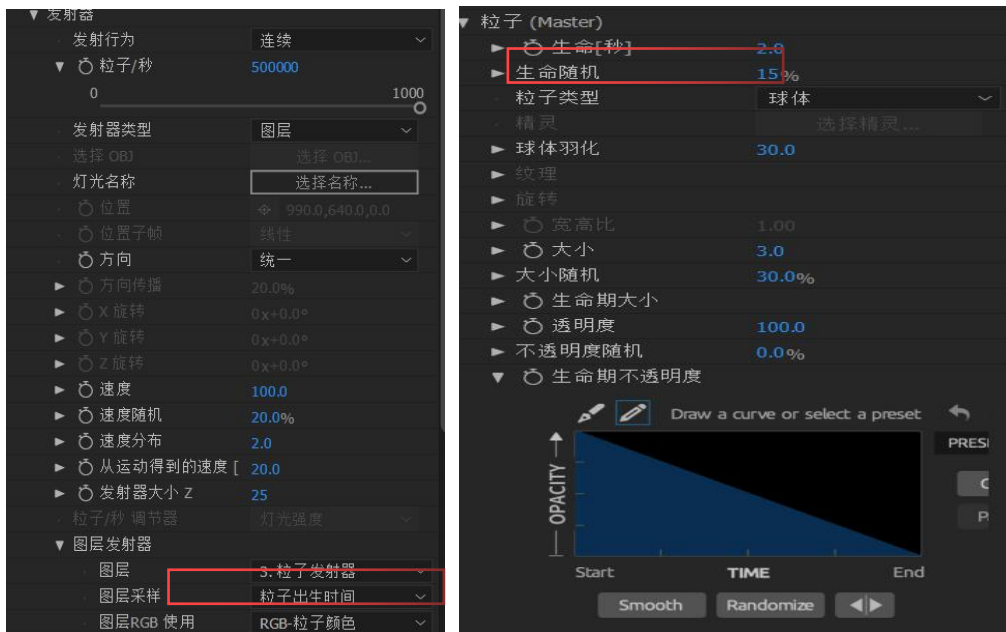 发射器
发射行为 连续
粒子/秒 500000
0 1000
发射器类型 图层
选择 OBJ 选择 OBJ...
灯光名称 选择名称...
位置 990.0,640.0,0.0
位置子帧 线性
方向 统一
方向传播 20.0%
X 旋转 0x+0.0°
Y 旋转 0x+0.0°
Z 旋转 0x+0.0°
速度 100.0
速度随机 20.0%
速度分布 2.0
从运动得到的速度 [ 20.0
发射器大小 Z 25
粒子/秒 调节器 灯光强度
图层发射器
图层 3. 粒子发射器
图层采样 粒子出生时间
图层RGB 使用 RGB-粒子颜色
粒子 (Master)
生命[秒] 2.0
生命随机 15%
粒子类型 球体
精灵 选择精灵...
球体羽化 30.0
纹理
旋转
宽高比 1.00
大小 3.0
大小随机 30.0%
生命期大小
透明度 100.0
不透明度随机 0.0%
生命期不透明度
Draw a curve or select a preset
PRES
OPACITY
P
Start TIME End
Smooth Randomize